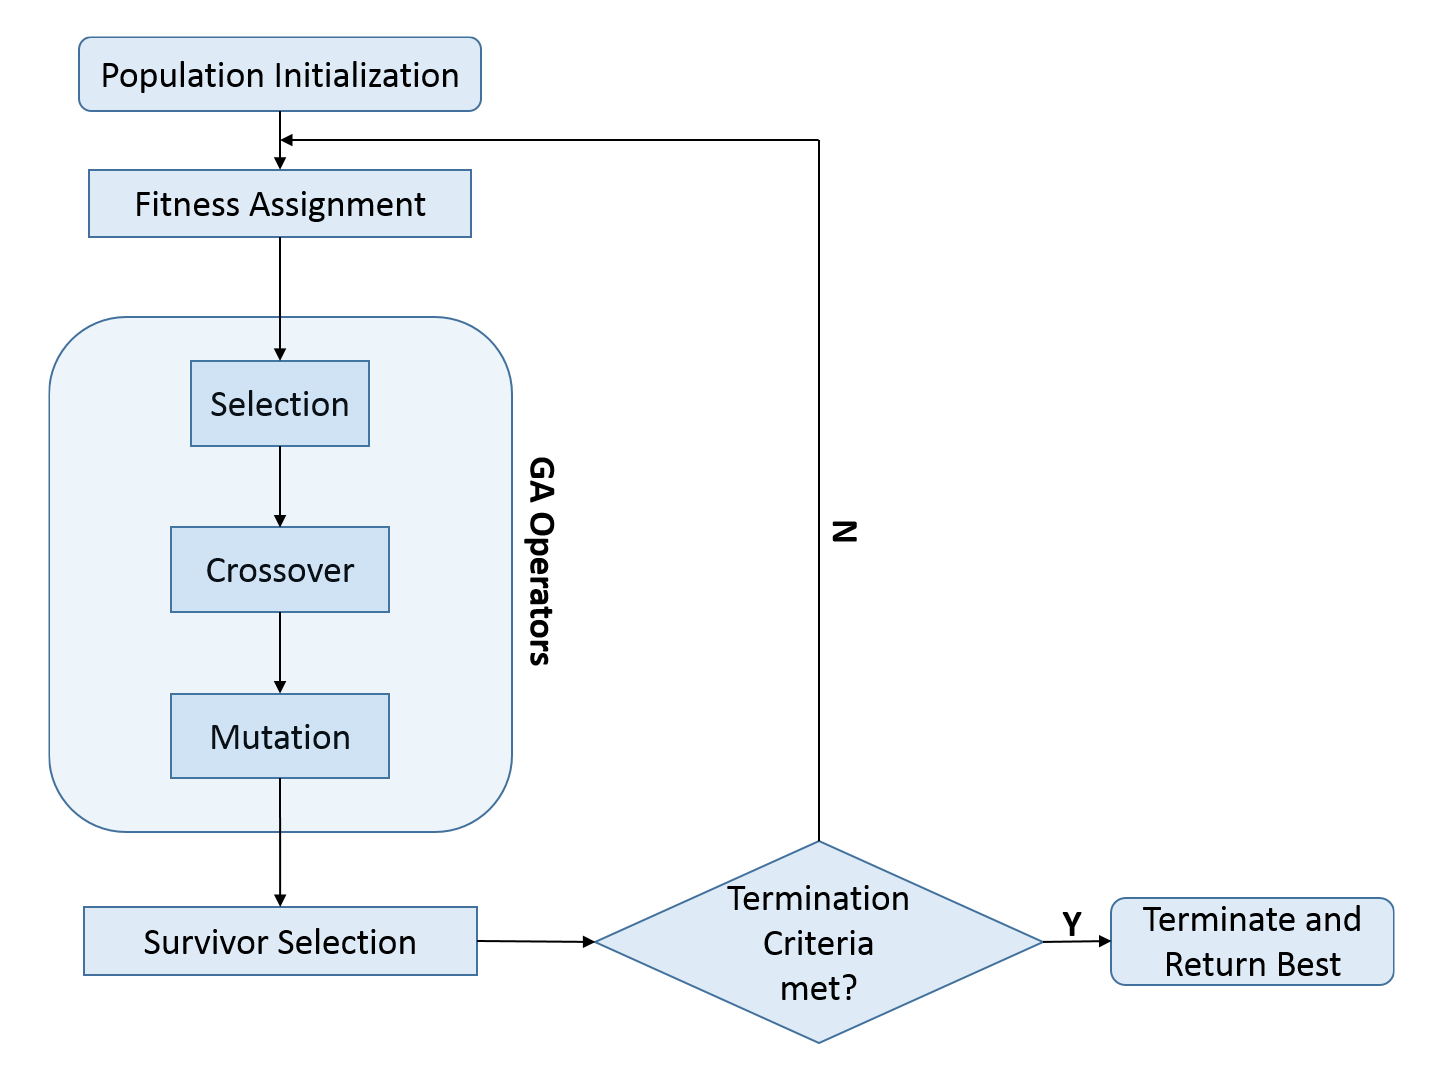 Population Initialization
Fitness Assignment
Selection
Crossover
Mutation
GA Operators
N
Survivor Selection
Termination
Criteria
met?
Y
Terminate and
Return Best